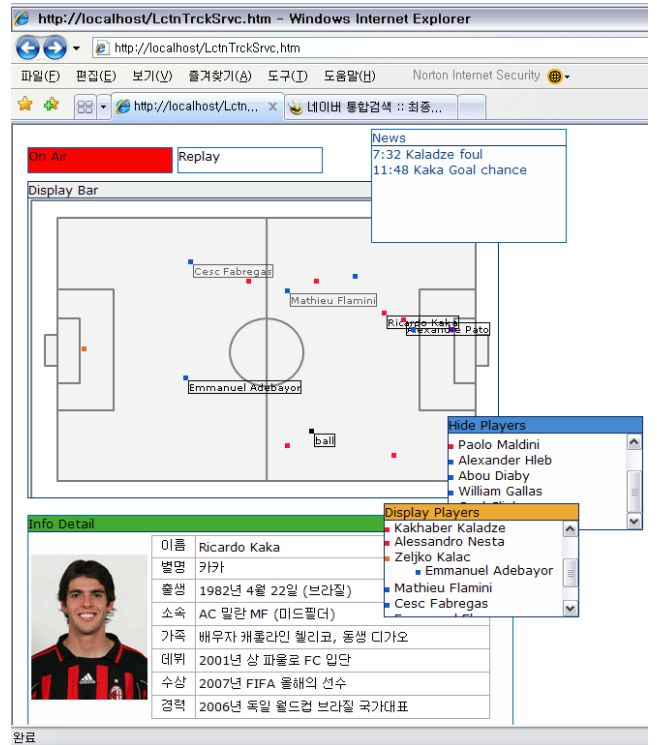 http://localhost/LctnTrckSrvc.htm - Windows Internet Explorer
http://localhost/LctnTrckSrvc.htm
파일(F) 편집(E) 보기(V) 즐겨찾기(A) 도구(T) 도움말(H) Norton Internet Security
http://localhost/Lctn... 네이버 통합검색 :: 최종...
News
7:32 Kaladze foul
11:48 Kaka Goal chance
On Air
Replay
Display Bar
Cesc Fabregas
Mathieu Flamini
Ricardo Kaka
Alexandre Pato
Emmanuel Adebayor
ball
Hide Players
Paolo Maldini
Alexander Hleb
Abou Diaby
William Gallas
Display Players
Kakhaber Kaladze
Alessandro Nesta
Zeljko Kalac
Emmanuel Adebayor
Mathieu Flamini
Cesc Fabregas
Info Detail
이름 Ricardo Kaka
별명 카카
출생 1982년 4월 22일 (브라질)
소속 AC 밀란 MF (미드필더)
가족 배우자 캐롤라인 첼리코, 동생 디가오
데뷔 2001년 상 파울로 FC 입단
수상 2007년 FIFA 올해의 선수
경력 2006년 독일 월드컵 브라질 국가대표
완료